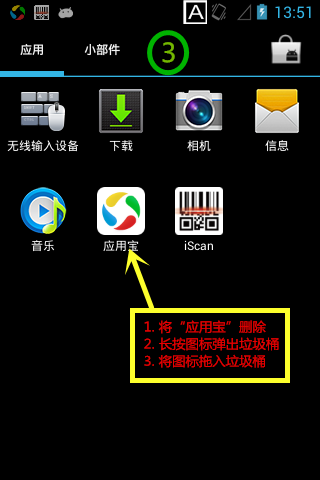 A 13:51
应用 小部件 3
无线输入设备 下载 相机 信息
音乐 应用宝 iScan
1. 将“应用宝”删除
2. 长按图标弹出垃圾桶
3. 将图标拖入垃圾桶